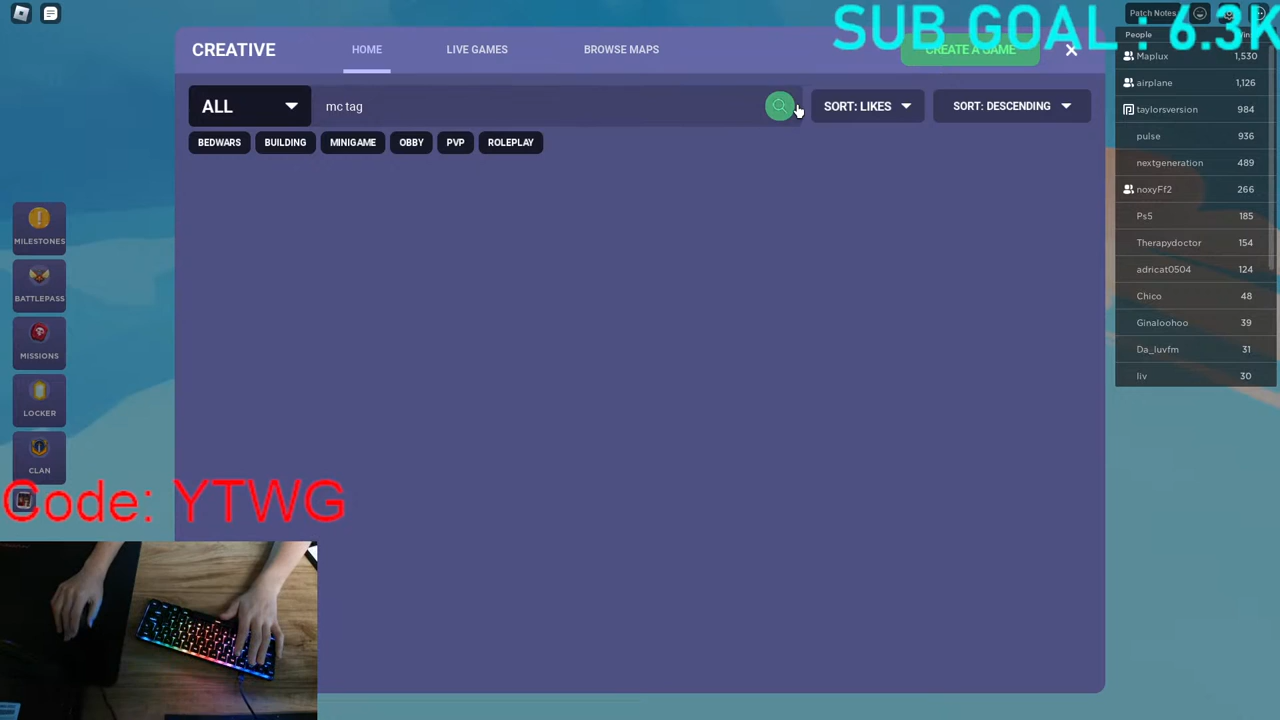 SUB GOAL : 6.3K
Patch Notes
CREATIVE
HOME
LIVE GAMES
BROWSE MAPS
CREATE A GAME
ALL
mc tag
SORT: LIKES
SORT: DESCENDING
BEDWARS
BUILDING
MINIGAME
OBBY
PVP
ROLEPLAY
People
Maplux 1,530
airplane 1,126
taylorsversion 984
pulse 936
nextgeneration 489
noxyFf2 266
Ps5 185
Therapydoctor 154
adricat0504 124
Chico 48
Ginaloohoo 39
Da_luvfm 31
liv 30
MILESTONES
BATTLEPASS
MISSIONS
LOCKER
CLAN
Code: YTWG